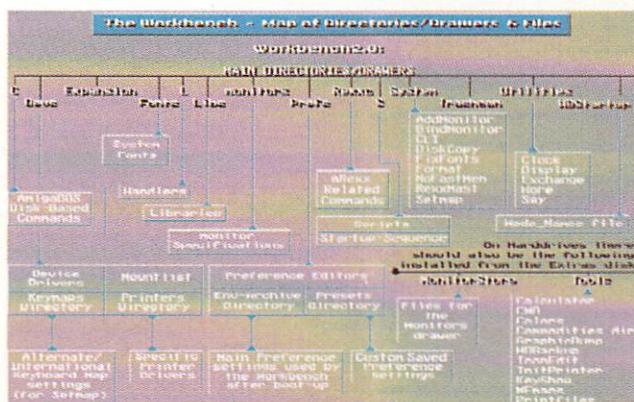 The Workbench - Map of Directories/Drawers & Files
Workbench2.0:
MAIN DIRECTORIES/DRAWERS
C Expansion L Monitors Rexxc System Utilities
Devs Fonts Libs Prefs S Trashcan WBStartup
System
Fonts
AddMonitor
BindMonitor
CLI
DiskCopy
FixFonts
Format
NoFastMem
RexxMast
Setmap
Clock
Display
Exchange
More
Say
AmigaDOS
Disk-Based
Commands
Handlers
Libraries
Monitor
Specifications
ARexx
Related
Commands
Scripts
Startup-Sequence
Mode_Names file
On Harddrives there
should also be the following
installed from the Extras disk
Device
Drivers
Mountlist
Preference Editors
Keymaps
Directory
Printers
Directory
Env-Archive
Directory
Presets
Directory
MonitorStore
Tools
Files for
the
Monitors
drawer
Calculator
CMD
Colors
Commodities
GraphicDump
HDBackup
IconEdit
InitPrinter
KeyShow
MEmacs
PrintFiles
Alternate/
International
Keyboard Map
settings
(for Setmap)
Specific
Printer
Drivers
Main Preference
settings used by
the Workbench
after boot-up
Custom Saved
Preference
settings